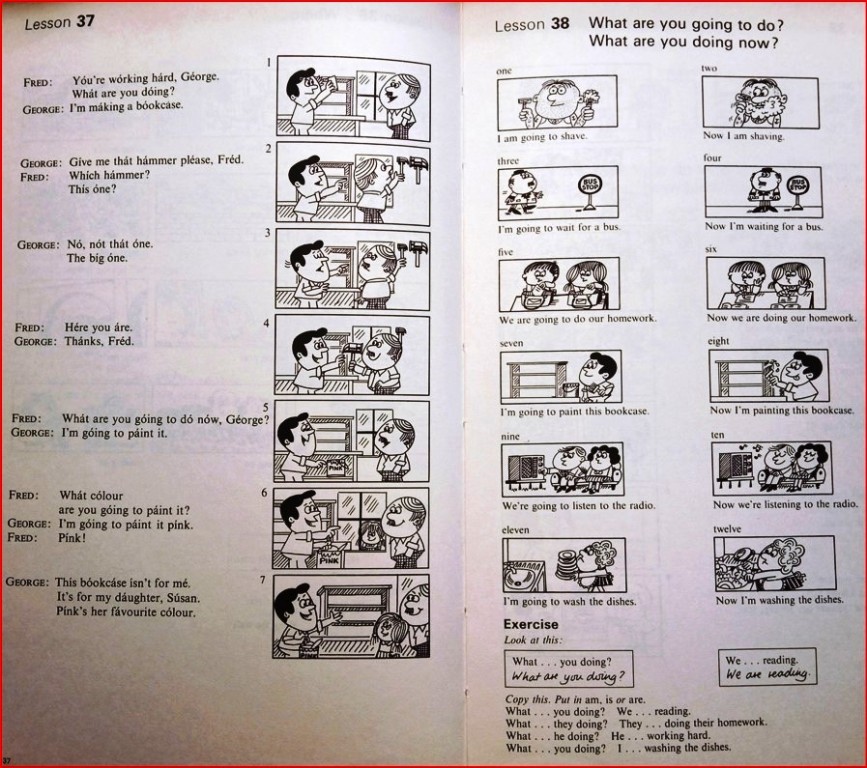 Lesson 37
1
FRED: Yóu're wórking hárd, Géorge.
Whát are you dóing?
GEORGE: I'm máking a bóokcase.
2
GEORGE: Gíve me thát hámmer pléase, Fréd.
FRED: Whích hámmer?
Thís óne?
3
GEORGE: Nó, nót thát óne.
The bíg óne.
4
FRED: Hére you áre.
GEORGE: Thánks, Fréd.
5
FRED: Whát are you góing to dó nów, Géorge?
GEORGE: I'm góing to páint it.
PINK
6
FRED: Whát cólour
are you góing to páint it?
GEORGE: I'm góing to páint it pínk.
FRED: Pínk!
PINK
7
GEORGE: This bóokcáse isn't for mé.
It's for my dáughter, Súsan.
Pínk's her fávourite cólour.
37
Lesson 38 What are you going to do?
What are you doing now?
one
I am going to shave.
two
Now I am shaving.
three
BUS STOP
I'm going to wait for a bus.
four
BUS STOP
Now I'm waiting for a bus.
five
We are going to do our homework.
six
Now we are doing our homework.
seven
I'm going to paint this bookcase.
eight
Now I'm painting this bookcase.
nine
We're going to listen to the radio.
ten
Now we're listening to the radio.
eleven
I'm going to wash the dishes.
twelve
Now I'm washing the dishes.
Exercise
Look at this:
What . . . you doing?
What are you doing?
We . . . reading.
We are reading.
Copy this. Put in am, is or are.
What . . . you doing? We . . . reading.
What . . . they doing? They . . . doing their homework.
What . . . he doing? He . . . working hard.
What . . . you doing? I . . . washing the dishes.